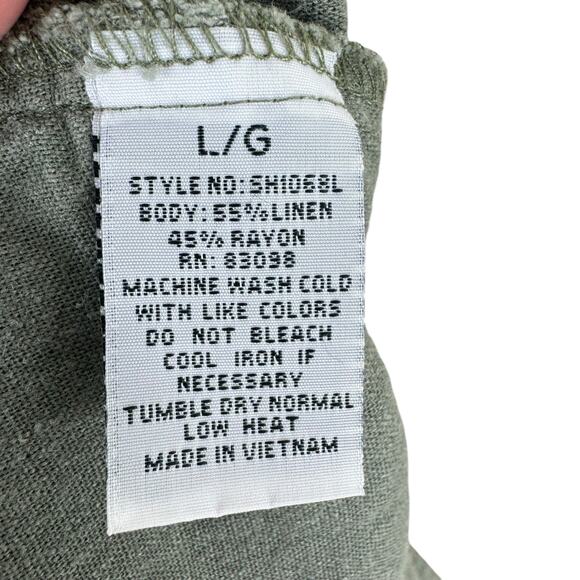 L/G
STYLE NO: SH1068L
BODY: 55% LINEN
45% RAYON
RN: 83098
MACHINE WASH COLD
WITH LIKE COLORS
DO NOT BLEACH
COOL IRON IF
NECESSARY
TUMBLE DRY NORMAL
LOW HEAT
MADE IN VIETNAM